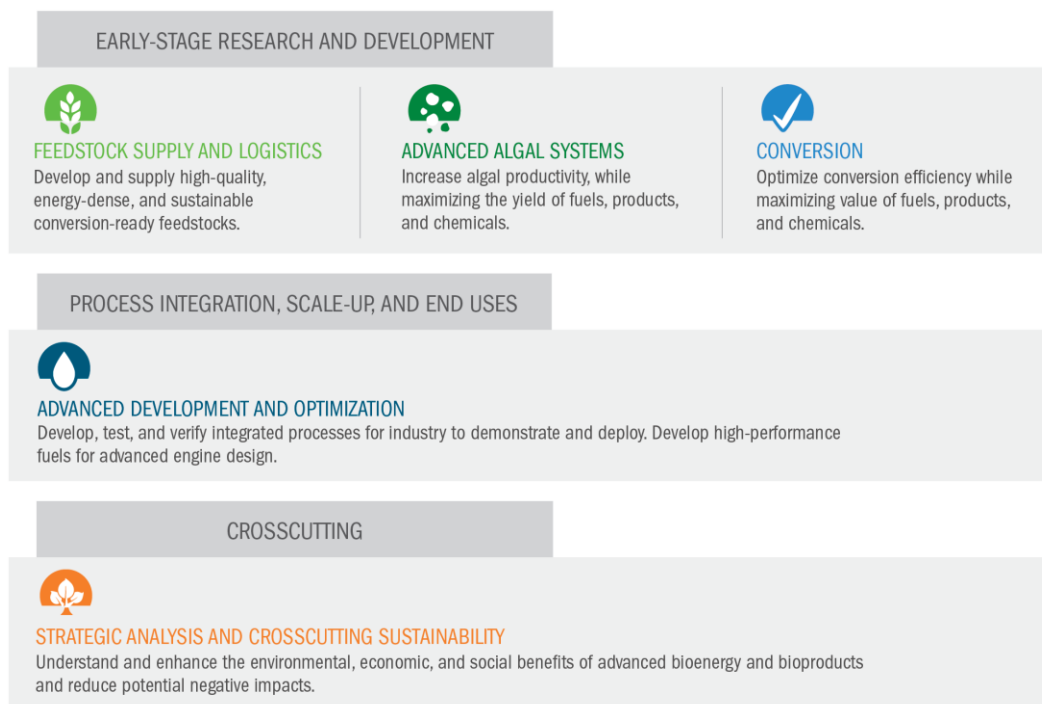 EARLY-STAGE RESEARCH AND DEVELOPMENT
FEEDSTOCK SUPPLY AND LOGISTICS
Develop and supply high-quality,
energy-dense, and sustainable
conversion-ready feedstocks.
ADVANCED ALGAL SYSTEMS
Increase algal productivity, while
maximizing the yield of fuels, products,
and chemicals.
CONVERSION
Optimize conversion efficiency while
maximizing value of fuels, products,
and chemicals.
PROCESS INTEGRATION, SCALE-UP, AND END USES
ADVANCED DEVELOPMENT AND OPTIMIZATION
Develop, test, and verify integrated processes for industry to demonstrate and deploy. Develop high-performance
fuels for advanced engine design.
CROSSCUTTING
STRATEGIC ANALYSIS AND CROSSCUTTING SUSTAINABILITY
Understand and enhance the environmental, economic, and social benefits of advanced bioenergy and bioproducts
and reduce potential negative impacts.